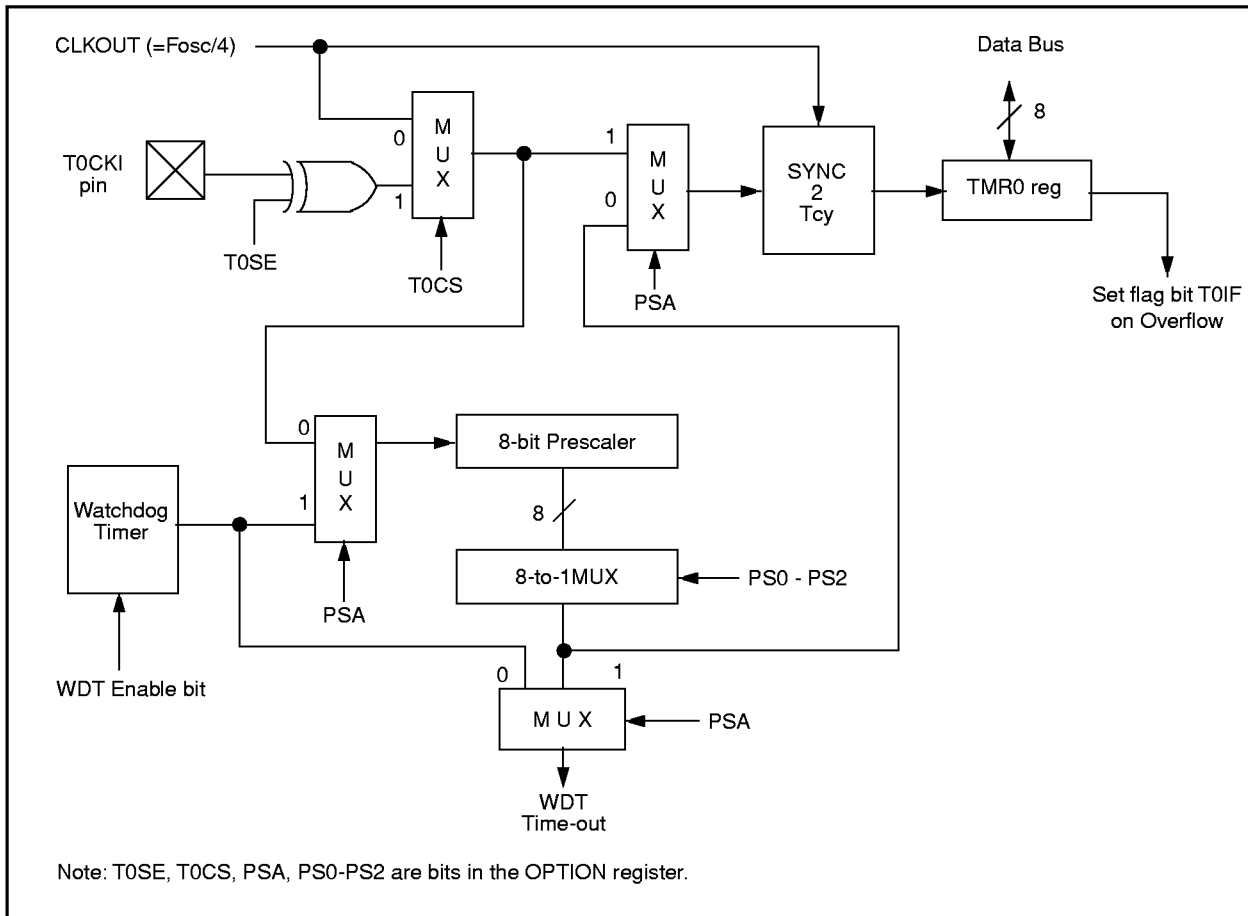 CLKOUT (=Fosc/4)
Data Bus
8
T0CKI
pin
T0SE
0
1
M
U
X
T0CS
1
0
M
U
X
PSA
SYNC
2
Tcy
TMR0 reg
Set flag bit T0IF
on Overflow
0
1
M
U
X
PSA
8-bit Prescaler
8
8-to-1MUX
PS0 - PS2
Watchdog
Timer
WDT Enable bit
0
1
M U X
PSA
WDT
Time-out
Note: T0SE, T0CS, PSA, PS0-PS2 are bits in the OPTION register.